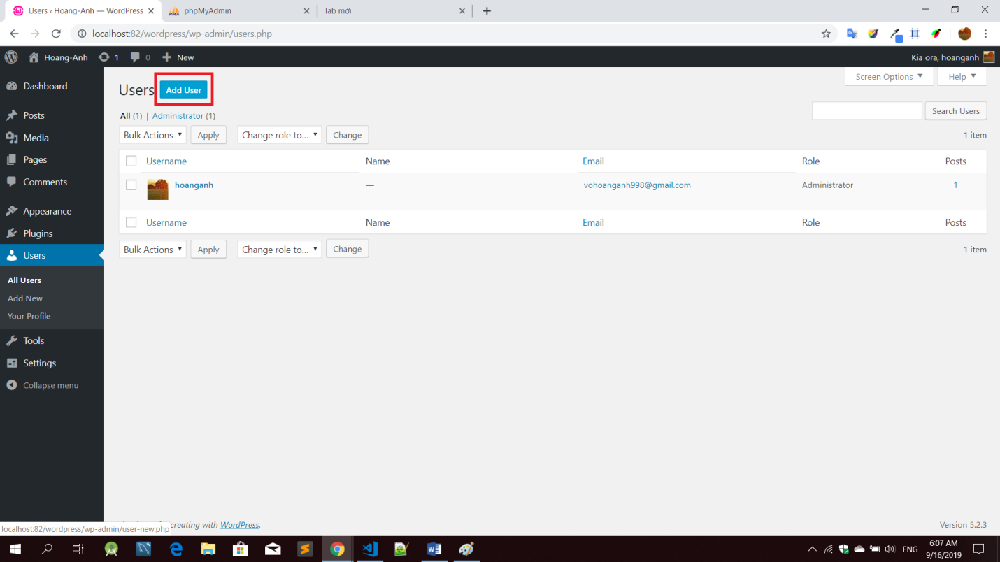 Users ‹ Hoang-Anh — WordPress
phpMyAdmin
Tab mới
localhost:82/wordpress/wp-admin/users.php
Hoang-Anh
1
0
New
Kia ora, hoanganh
Dashboard
Posts
Media
Pages
Comments
Appearance
Plugins
Users
All Users
Add New
Your Profile
Tools
Settings
Collapse menu
Users
Add User
Screen Options
Help
All (1) | Administrator (1)
Search Users
Bulk Actions
Apply
Change role to...
Change
1 item
Username Name Email Role Posts
hoanganh — vohoanganh998@gmail.com Administrator 1
Username Name Email Role Posts
Bulk Actions
Apply
Change role to...
Change
1 item
creating with WordPress.
Version 5.2.3
localhost:82/wordpress/wp-admin/user-new.php
ENG
6:07 AM
9/16/2019